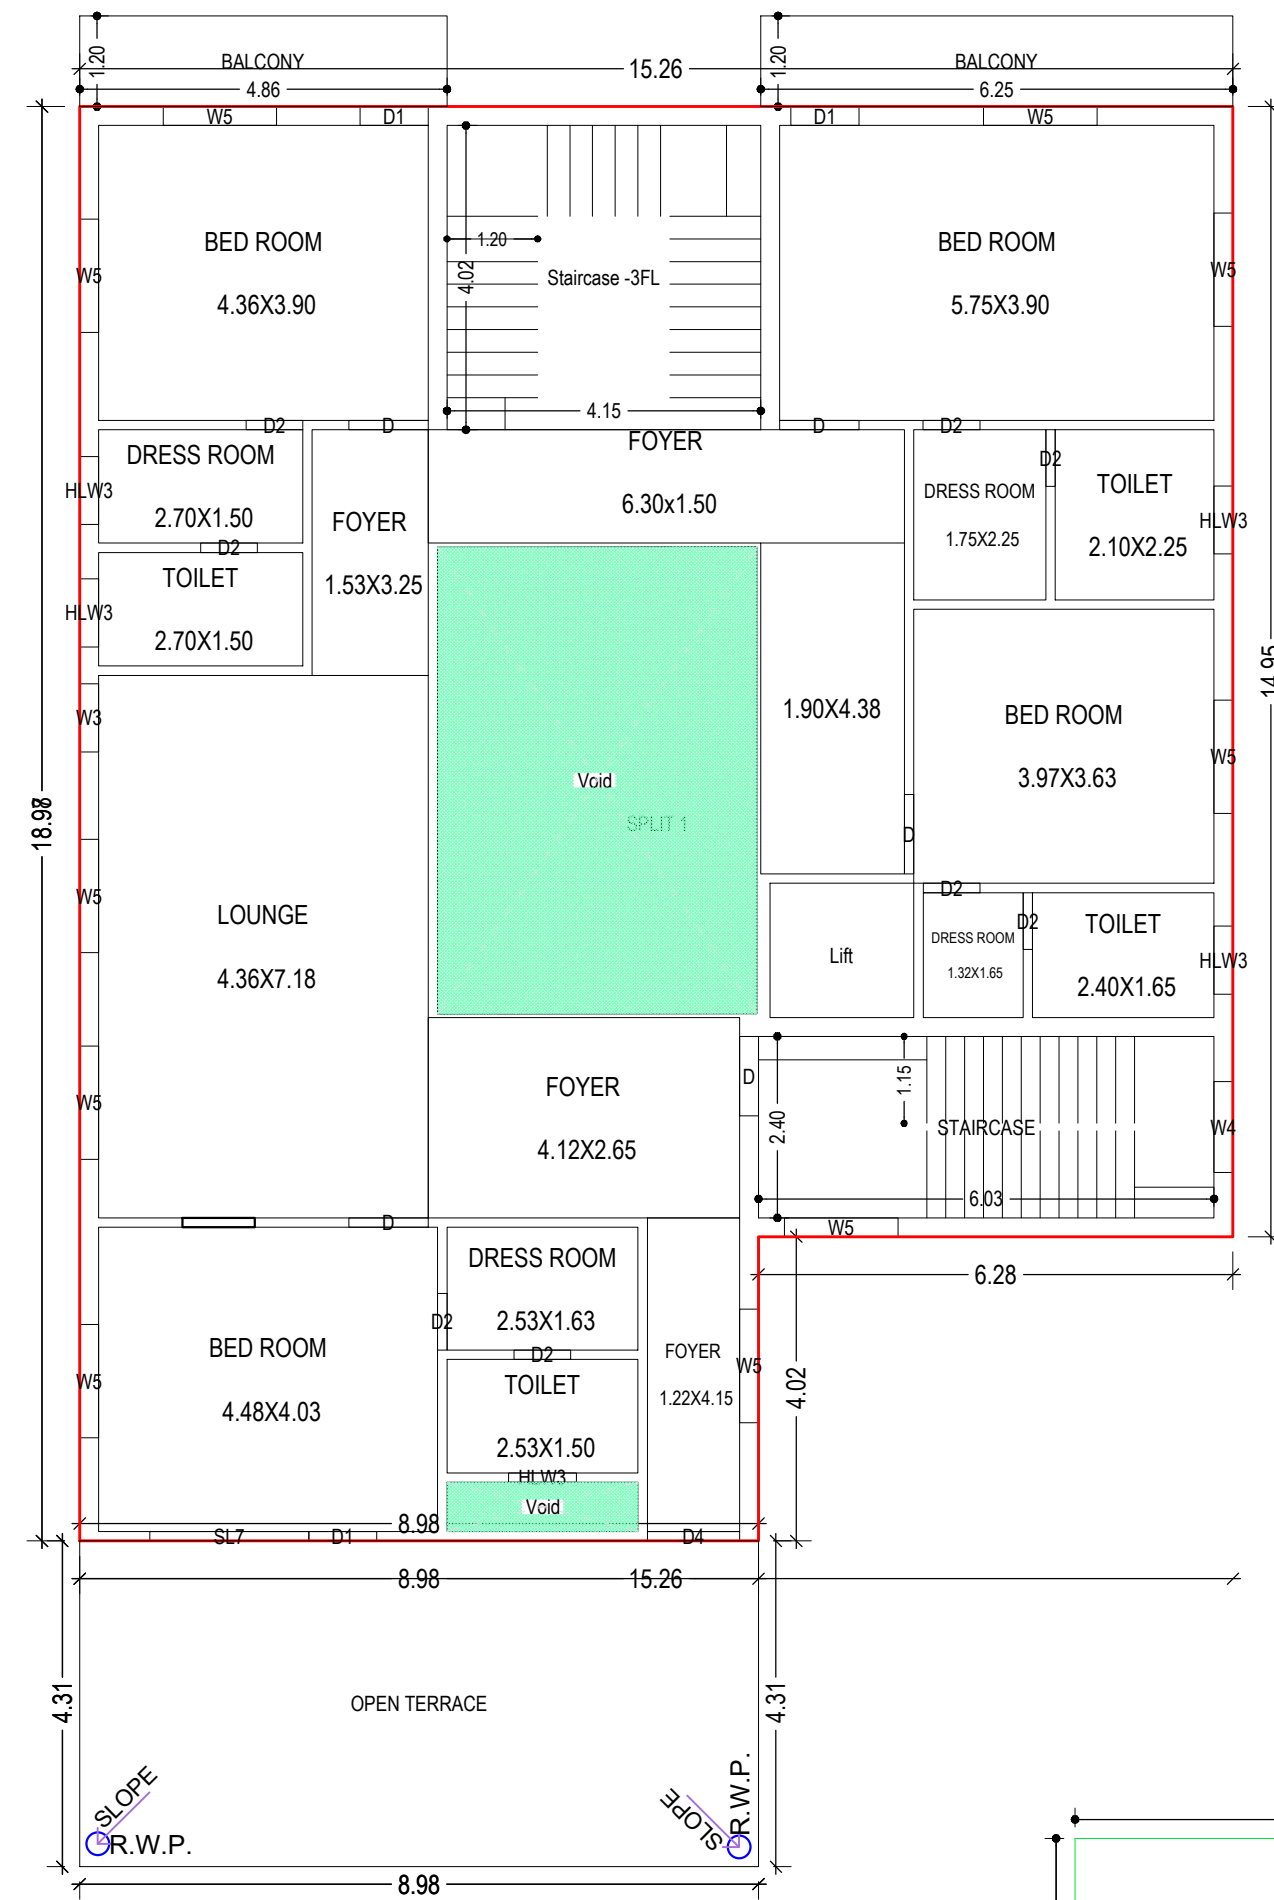 1.20
BALCONY
15.26
1.20
BALCONY
4.86
6.25
W5
D1
D1
W5
BED ROOM
4.36X3.90
W5
1.20
4.02
Staircase -3FL
BED ROOM
5.75X3.90
W5
4.15
D2
D
D
D2
FOYER
6.30x1.50
DRESS ROOM
2.70X1.50
HLW3
D2
FOYER
1.53X3.25
DRESS ROOM
1.75X2.25
D2
TOILET
2.10X2.25
HLW3
TOILET
2.70X1.50
HLW3
14.95
W3
1.90X4.38
BED ROOM
3.97X3.63
W5
Void
SPLIT 1
18.98
D
W5
D2
LOUNGE
4.36X7.18
Lift
DRESS ROOM
1.32X1.65
D2
TOILET
2.40X1.65
HLW3
FOYER
4.12X2.65
D
2.40
1.15
STAIRCASE
W4
W5
6.03
D
W5
6.28
DRESS ROOM
2.53X1.63
D2
D2
BED ROOM
4.48X4.03
W5
FOYER
1.22X4.15
W5
4.02
TOILET
2.53X1.50
HLW3
Void
8.98
SL7
D1
D4
8.98
15.26
4.31
OPEN TERRACE
4.31
SLOPE
R.W.P.
SLOPE
R.W.P.
8.98